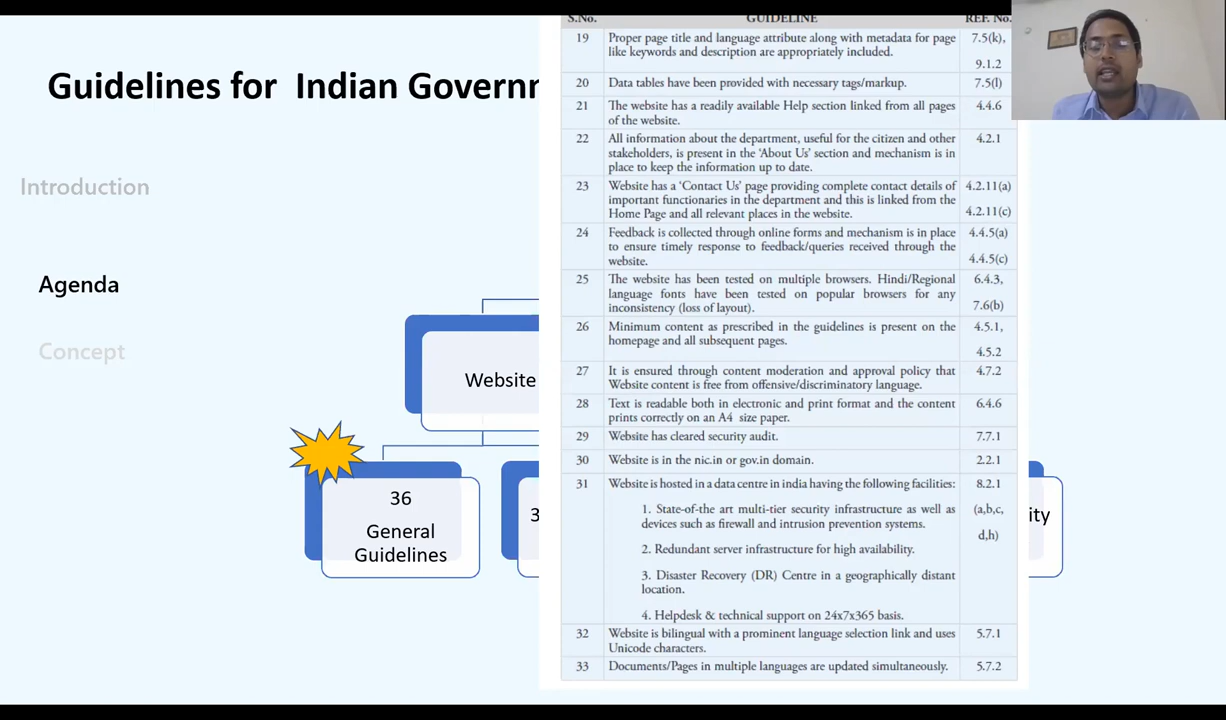 Guidelines for Indian Govern
Introduction
Agenda
Concept
Website
36
General
Guidelines
3
ity
S.No. GUIDELINE REF. No.
19 Proper page title and language attribute along with metadata for page 7.5(k),
like keywords and description are appropriately included.
9.1.2
20 Data tables have been provided with necessary tags/markup. 7.5(l)
21 The website has a readily available Help section linked from all pages 4.4.6
of the website.
22 All information about the department, useful for the citizen and other 4.2.1
stakeholders, is present in the 'About Us' section and mechanism is in
place to keep the information up to date.
23 Website has a 'Contact Us' page providing complete contact details of 4.2.11(a)
important functionaries in the department and this is linked from the
Home Page and all relevant places in the website. 4.2.11(c)
24 Feedback is collected through online forms and mechanism is in place 4.4.5(a)
to ensure timely response to feedback/queries received through the
website. 4.4.5(c)
25 The website has been tested on multiple browsers. Hindi/Regional 6.4.3,
language fonts have been tested on popular browsers for any
inconsistency (loss of layout). 7.6(b)
26 Minimum content as prescribed in the guidelines is present on the 4.5.1,
homepage and all subsequent pages.
4.5.2
27 It is ensured through content moderation and approval policy that 4.7.2
Website content is free from offensive/discriminatory language.
28 Text is readable both in electronic and print format and the content 6.4.6
prints correctly on an A4 size paper.
29 Website has cleared security audit. 7.7.1
30 Website is in the nic.in or gov.in domain. 2.2.1
31 Website is hosted in a data centre in india having the following facilities: 8.2.1
1. State-of-the art multi-tier security infrastructure as well as (a,b,c,
devices such as firewall and intrusion prevention systems.
d,h)
2. Redundant server infrastructure for high availability.
3. Disaster Recovery (DR) Centre in a geographically distant
location.
4. Helpdesk & technical support on 24x7x365 basis.
32 Website is bilingual with a prominent language selection link and uses 5.7.1
Unicode characters.
33 Documents/Pages in multiple languages are updated simultaneously. 5.7.2